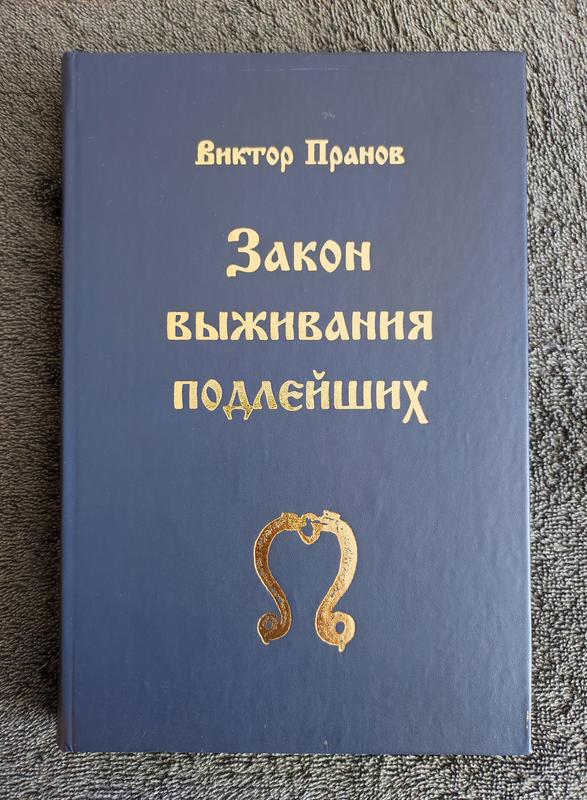 Виктор Пранов
Закон
выживания
подлейших